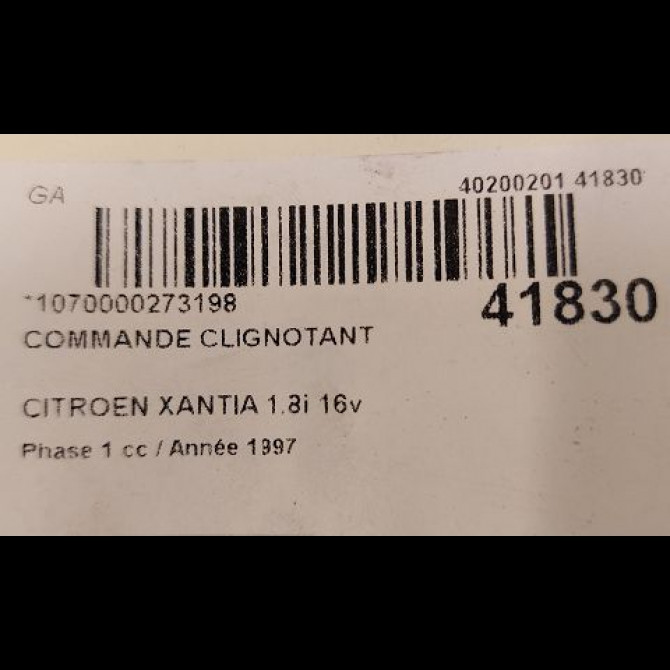 GA
40200201 41830
*1070000273198
41830
COMMANDE CLIGNOTANT
CITROEN XANTIA 1.8i 16v
Phase 1 cc / Année 1997